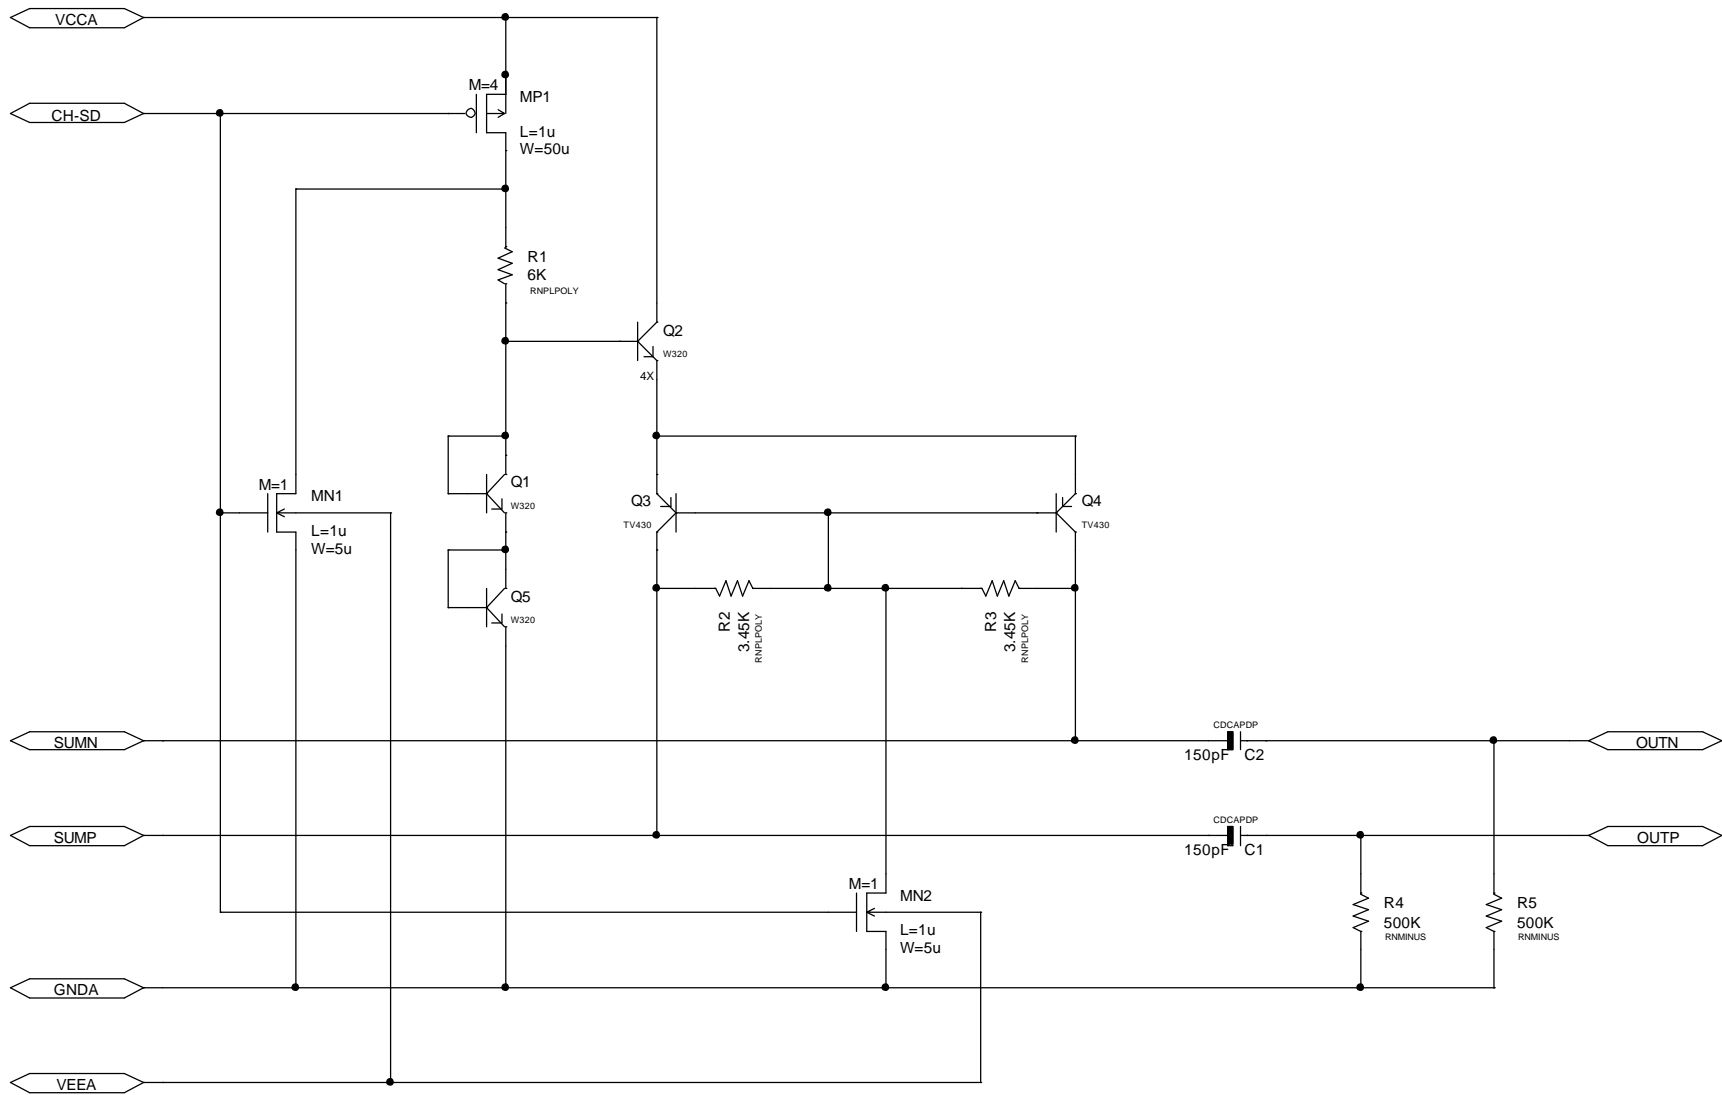 VCCA
M=4
MP1
CH-SD
L=1u
W=50u
R1
6K
RNPLPOLY
Q2
W320
4X
M=1
MN1
L=1u
W=5u
Q1
W320
Q3
TV430
Q4
TV430
Q5
W320
R2
3.45K
RNPLPOLY
R3
3.45K
RNPLPOLY
SUMN
CDCAPDP
150pF C2
OUTN
SUMP
CDCAPDP
150pF C1
OUTP
M=1
MN2
L=1u
W=5u
R4
500K
RNMINUS
R5
500K
RNMINUS
GNDA
VEEA